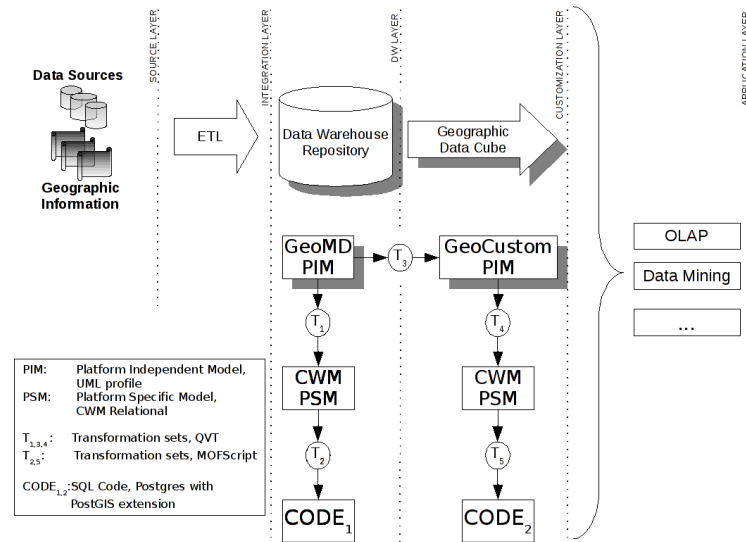 SOURCE LAYER
INTEGRATION LAYER
DW LAYER
CUSTOMIZATION LAYER
APPLICATION LAYER
Data Sources
Geographic
Information
ETL
Data Warehouse
Repository
Geographic
Data Cube
GeoMD
PIM
T3
GeoCustom
PIM
OLAP
Data Mining
...
T1
T4
CWM
PSM
CWM
PSM
T2
T5
CODE1
CODE2
PIM: Platform Independent Model,
UML profile
PSM: Platform Specific Model,
CWM Relational
T1,3,4: Transformation sets, QVT
T2,5: Transformation sets, MOFScript
CODE1,2:SQL Code, Postgres with
PostGIS extension